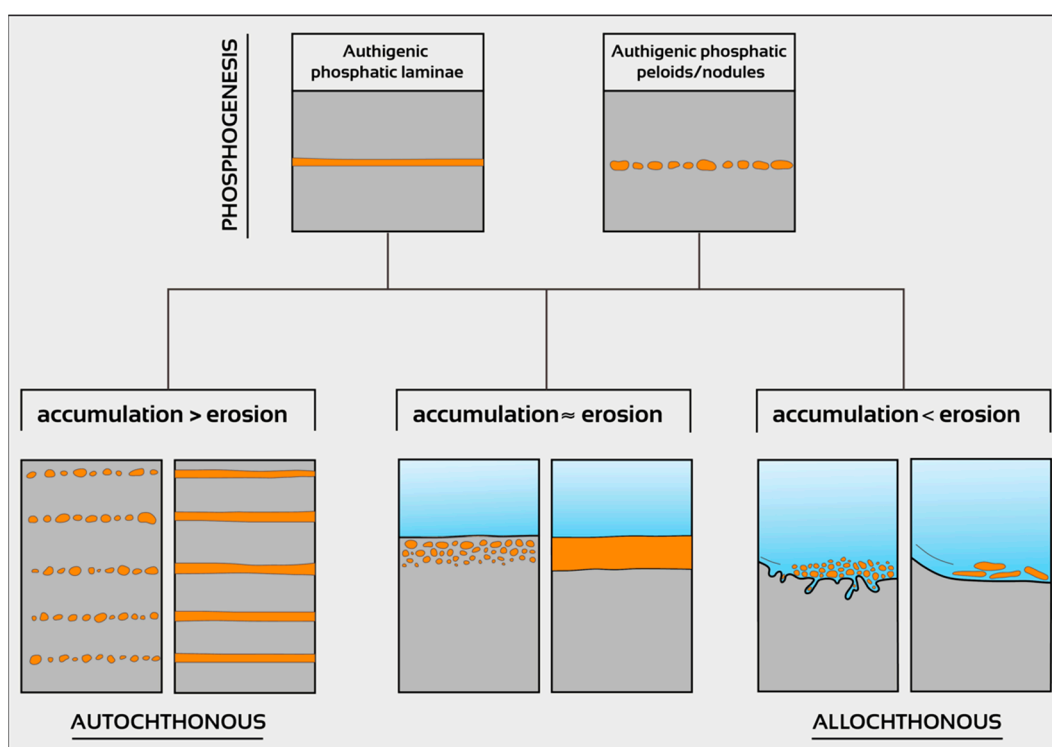 PHOSPHOGENESIS
Authigenic
phosphatic laminae
Authigenic phosphatic
peloids/nodules
accumulation > erosion
accumulation ≈ erosion
accumulation < erosion
AUTOCHTHONOUS
ALLOCHTHONOUS